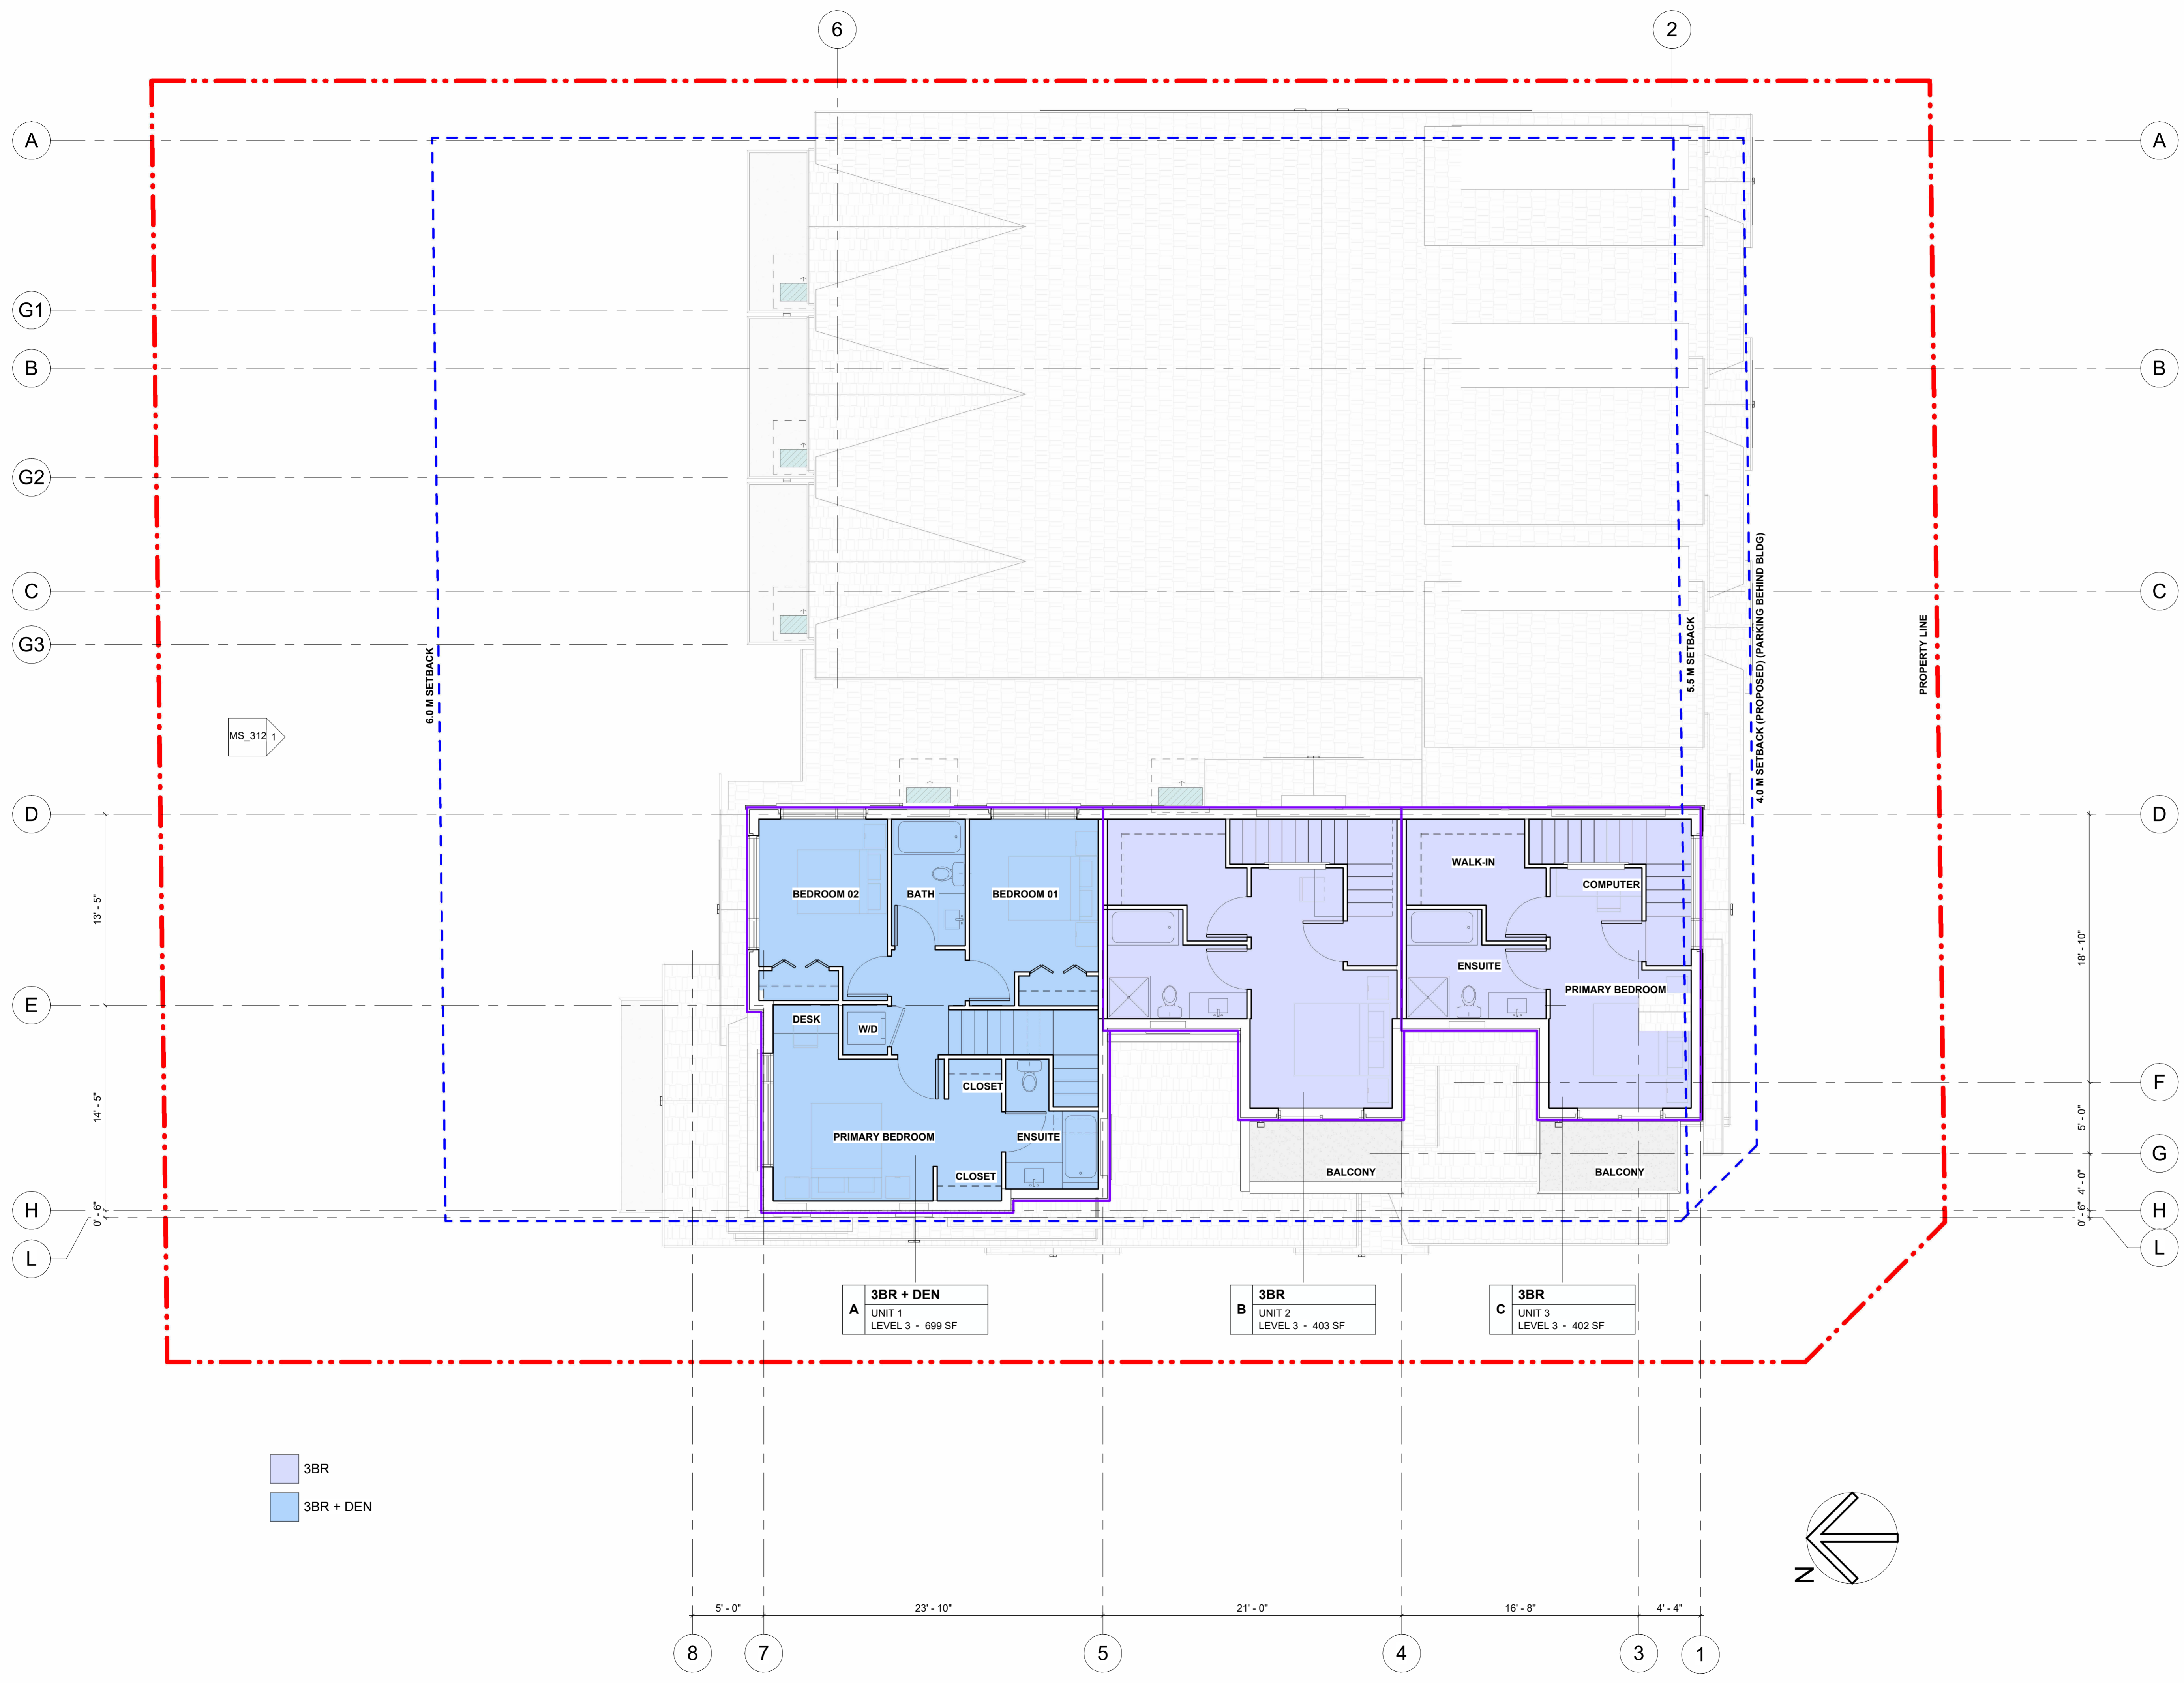 6
2
A
A
G1
B
B
G2
C
C
G3
6.0 M SETBACK
5.5 M SETBACK
4.0 M SETBACK (PROPOSED) (PARKING BEHIND BLDG)
PROPERTY LINE
MS_312
1
D
D
13' - 5"
18' - 10"
WALK-IN
COMPUTER
BEDROOM 02
BATH
BEDROOM 01
ENSUITE
PRIMARY BEDROOM
E
E
DESK
W/D
CLOSET
F
14' - 5"
5' - 0"
PRIMARY BEDROOM
ENSUITE
CLOSET
G
BALCONY
BALCONY
4' - 0"
H
H
0' - 6"
0' - 6"
L
L
A
3BR + DEN
UNIT 1
LEVEL 3 - 699 SF
B
3BR
UNIT 2
LEVEL 3 - 403 SF
C
3BR
UNIT 3
LEVEL 3 - 402 SF
3BR
3BR + DEN
N
5' - 0"
23' - 10"
21' - 0"
16' - 8"
4' - 4"
8
7
5
4
3
1